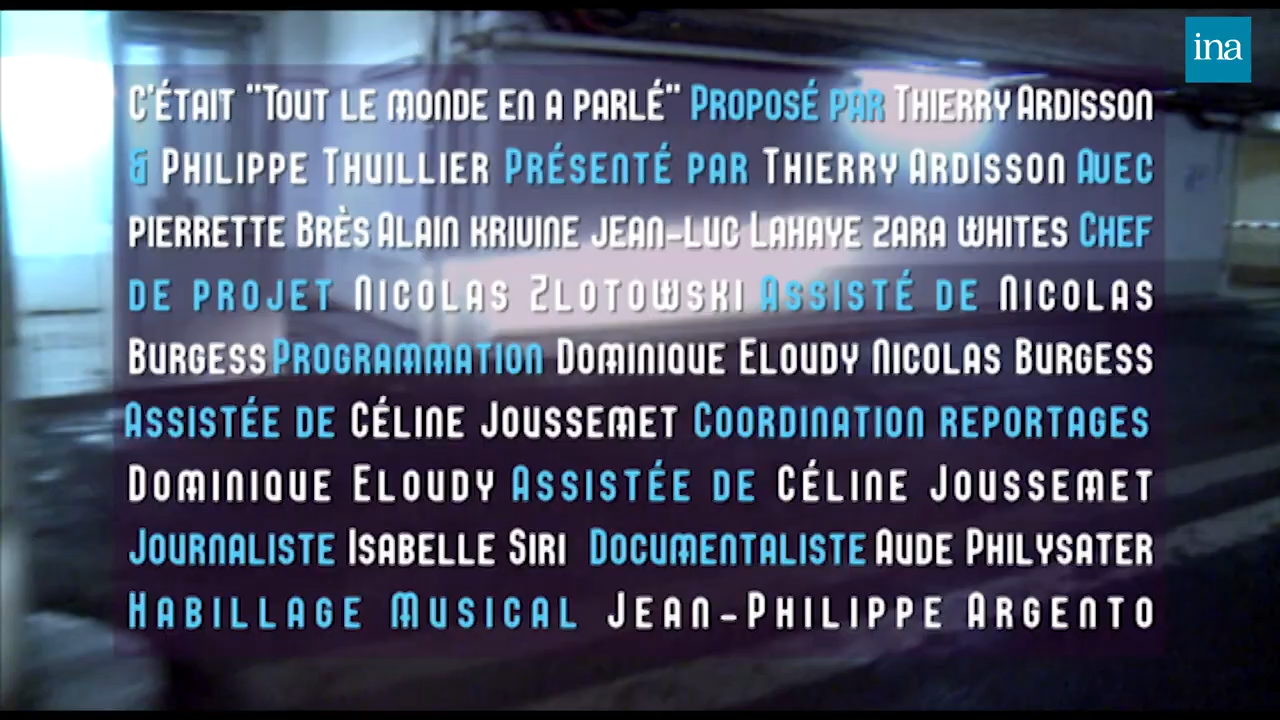 ina
C'ÉTAIT "TOUT LE MONDE EN A PARLÉ" PROPOSÉ PAR THIERRY ARDISSON
& PHILIPPE THUILLIER PRÉSENTÉ PAR THIERRY ARDISSON AVEC
PIERRETTE BRÈS ALAIN KRIVINE JEAN-LUC LAHAYE ZARA WHITES CHEF
DE PROJET NICOLAS ZLOTOWSKI ASSISTÉ DE NICOLAS
BURGESS PROGRAMMATION DOMINIQUE ELOUDY NICOLAS BURGESS
ASSISTÉE DE CÉLINE JOUSSEMET COORDINATION REPORTAGES
DOMINIQUE ELOUDY ASSISTÉE DE CÉLINE JOUSSEMET
JOURNALISTE ISABELLE SIRI DOCUMENTALISTE AUDE PHILYSATER
HABILLAGE MUSICAL JEAN-PHILIPPE ARGENTO